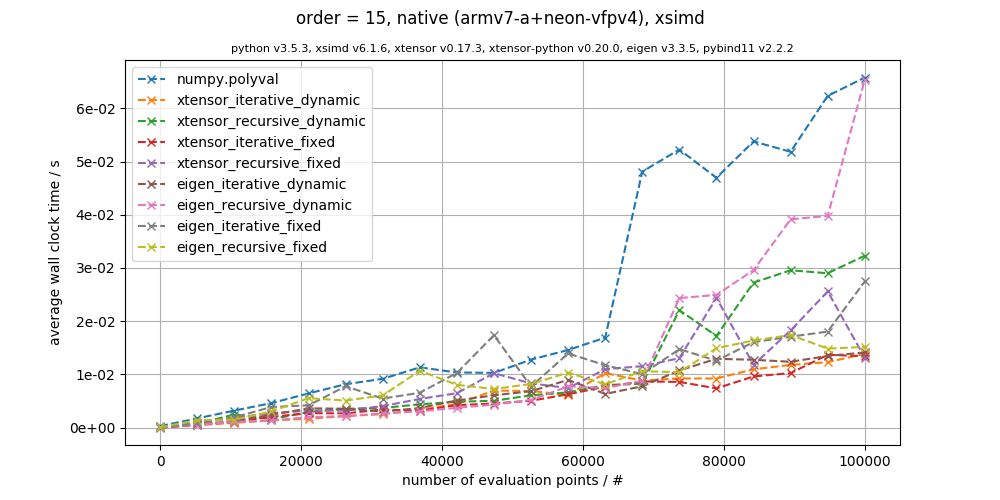 order = 15, native (armv7-a+neon-vfpv4), xsimd
python v3.5.3, xsimd v6.1.6, xtensor v0.17.3, xtensor-python v0.20.0, eigen v3.3.5, pybind11 v2.2.2
numpy.polyval
xtensor_iterative_dynamic
xtensor_recursive_dynamic
xtensor_iterative_fixed
xtensor_recursive_fixed
eigen_iterative_dynamic
eigen_recursive_dynamic
eigen_iterative_fixed
eigen_recursive_fixed
average wall clock time / s
6e-02
5e-02
4e-02
3e-02
2e-02
1e-02
0e+00
0
20000
40000
60000
80000
100000
number of evaluation points / #